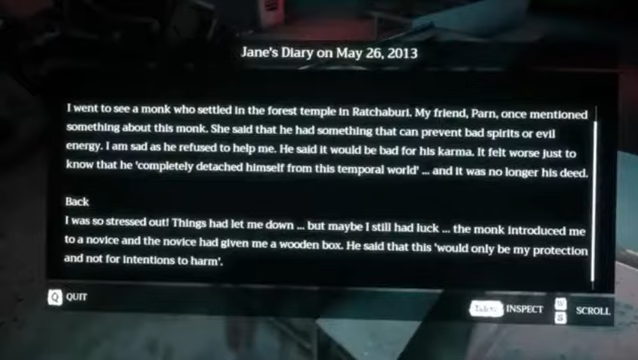 Jane's Diary on May 26, 2013
I went to see a monk who settled in the forest temple in Ratchaburi. My friend, Parn, once mentioned
something about this monk. She said that he had something that can prevent bad spirits or evil
energy. I am sad as he refused to help me. He said it would be bad for his karma. It felt worse just to
know that he 'completely detached himself from this temporal world' ... and it was no longer his deed.
Back
I was so stressed out! Things had let me down ... but maybe I still had luck ... the monk introduced me
to a novice and the novice had given me a wooden box. He said that this 'would only be my protection
and not for intentions to harm'.
Q QUIT
INSPECT
W
S
SCROLL